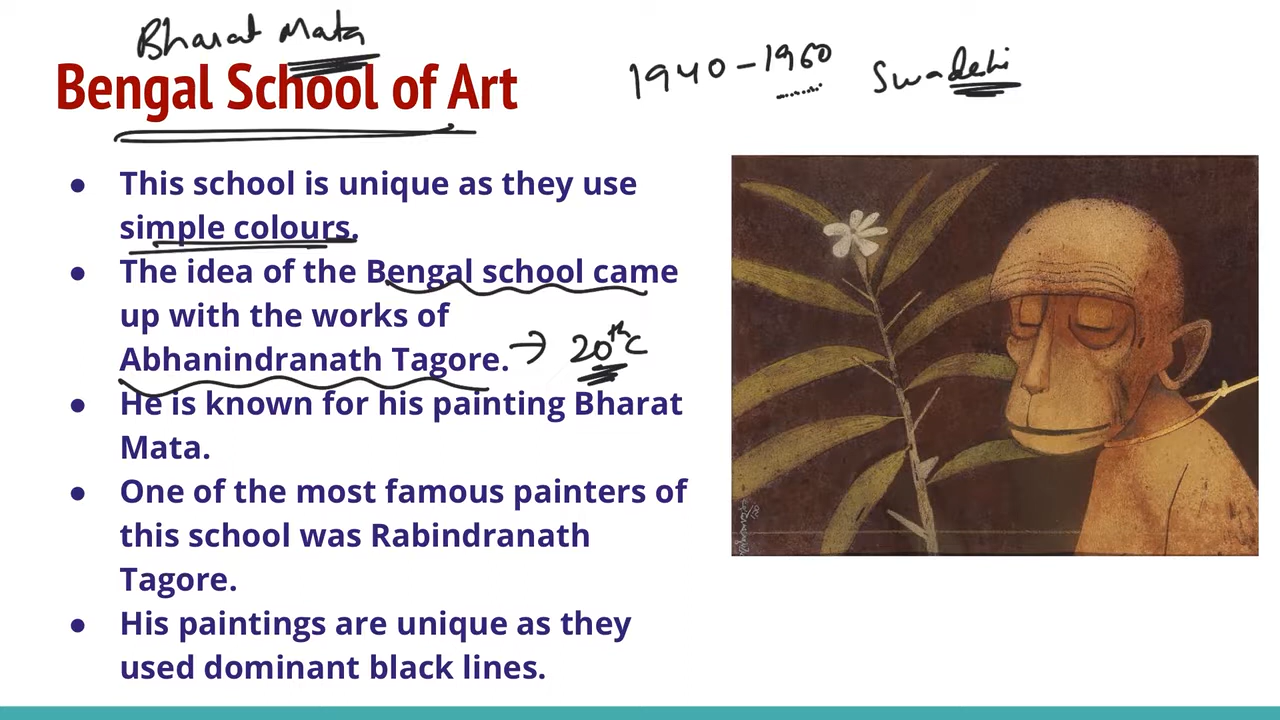 Bharat Mata
Bengal School of Art
1940-1960 Swadehi
● This school is unique as they use
simple colours.
● The idea of the Bengal school came
up with the works of
Abhanindranath Tagore. → 20th C
● He is known for his painting Bharat
Mata.
● One of the most famous painters of
this school was Rabindranath
Tagore.
● His paintings are unique as they
used dominant black lines.